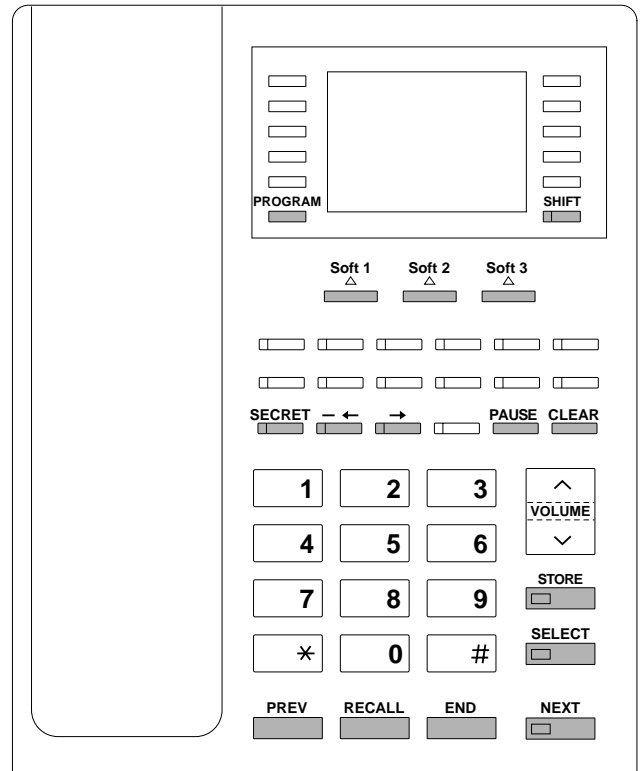 PROGRAM SHIFT
Soft 1 Soft 2 Soft 3
SECRET — ← → PAUSE CLEAR
1 2 3
VOLUME
4 5 6
STORE
7 8 9
SELECT
* 0 #
PREV RECALL END NEXT